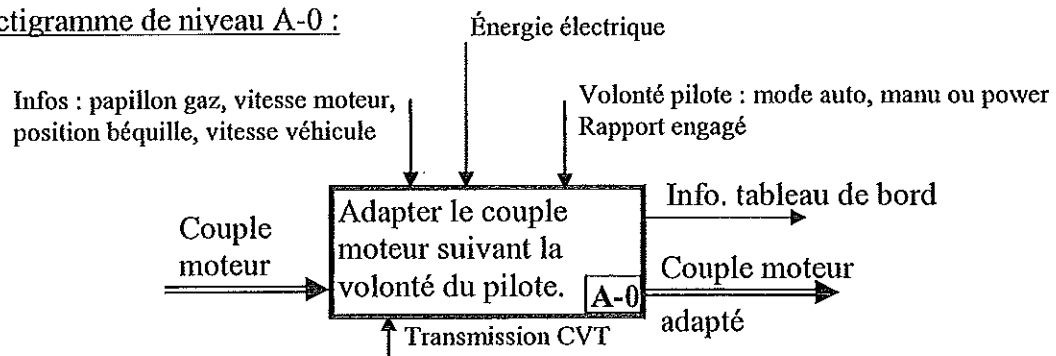 ctigramme de niveau A-0 :
Énergie électrique
Infos : papillon gaz, vitesse moteur,
position béquille, vitesse véhicule
Volonté pilote : mode auto, manu ou power
Rapport engagé
Couple
moteur
Adapter le couple
moteur suivant la
volonté du pilote.
A-0
Info. tableau de bord
Couple moteur
adapté
Transmission CVT